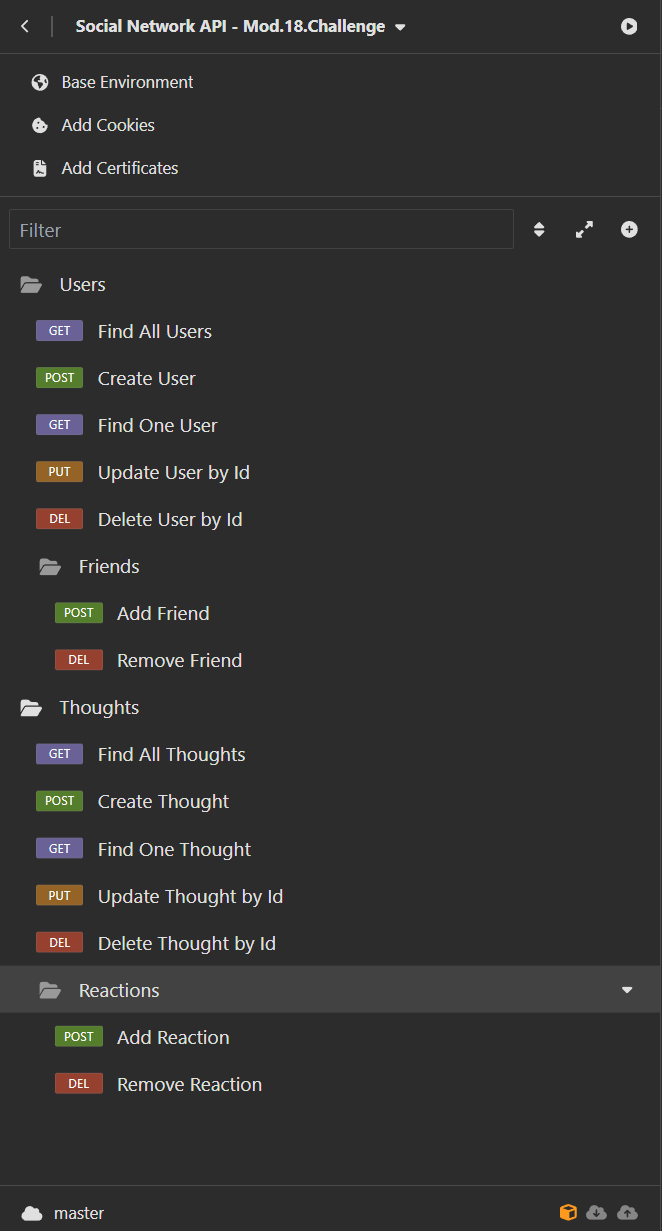 Social Network API - Mod.18.Challenge
Base Environment
Add Cookies
Add Certificates
Filter
Users
GET Find All Users
POST Create User
GET Find One User
PUT Update User by Id
DEL Delete User by Id
Friends
POST Add Friend
DEL Remove Friend
Thoughts
GET Find All Thoughts
POST Create Thought
GET Find One Thought
PUT Update Thought by Id
DEL Delete Thought by Id
Reactions
POST Add Reaction
DEL Remove Reaction
master